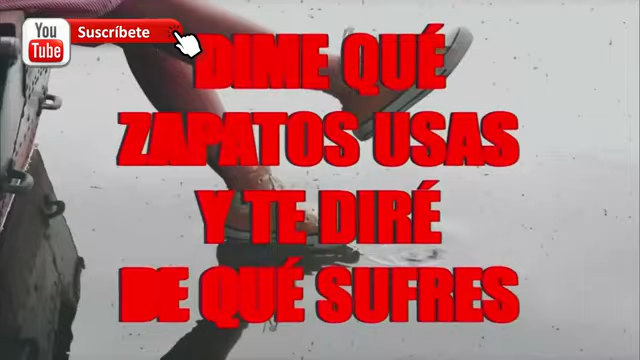 You
Tube
Suscríbete
DIME QUÉ
ZAPATOS USAS
Y TE DIRÉ
DE QUÉ SUFRES